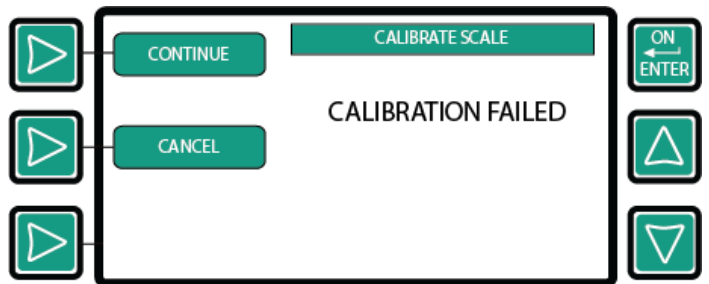 CONTINUE
CALIBRATE SCALE
ON
ENTER
CALIBRATION FAILED
CANCEL